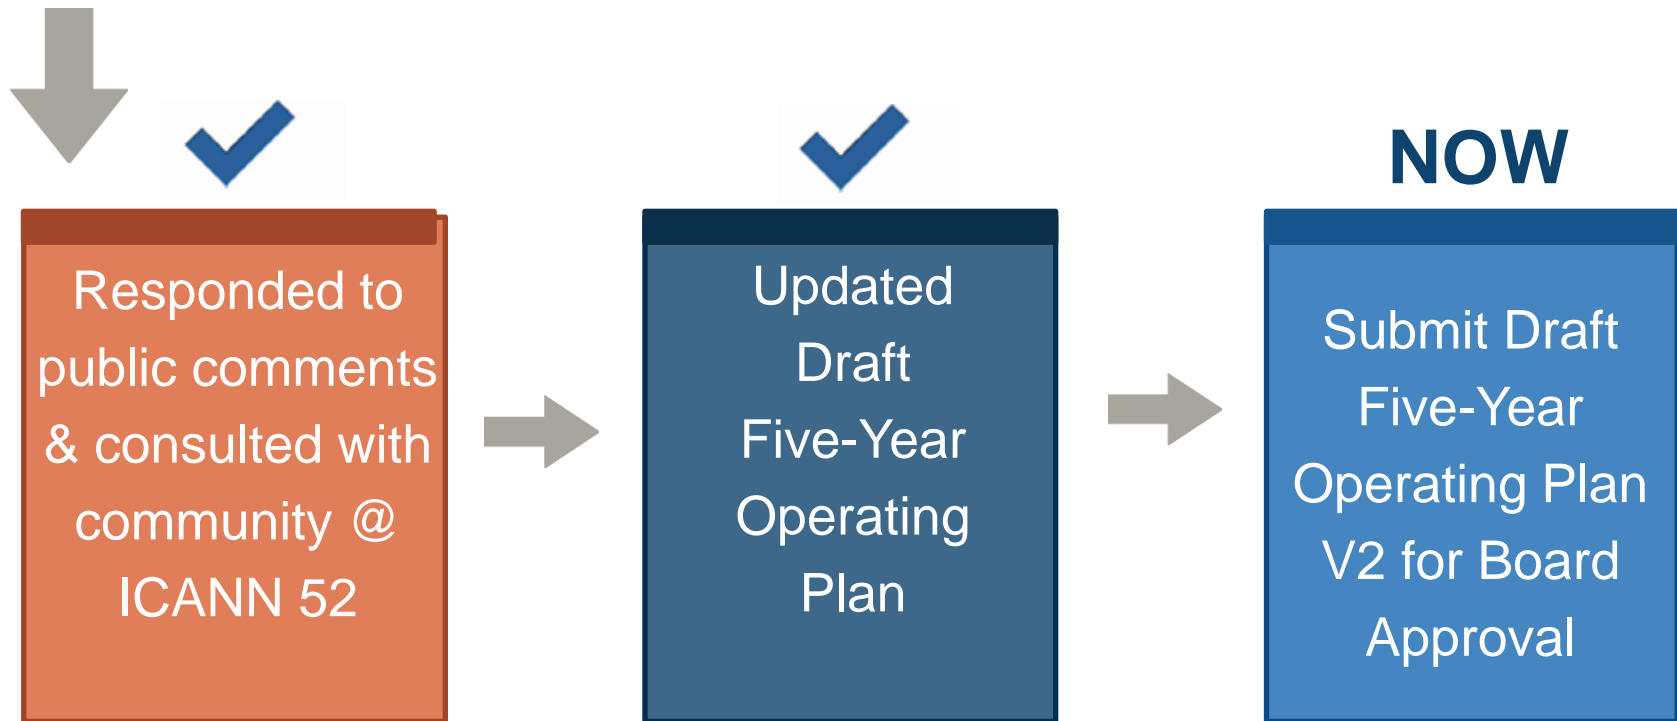 Responded to
public comments
& consulted with
community @
ICANN 52
Updated
Draft
Five-Year
Operating
Plan
NOW
Submit Draft
Five-Year
Operating Plan
V2 for Board
Approval